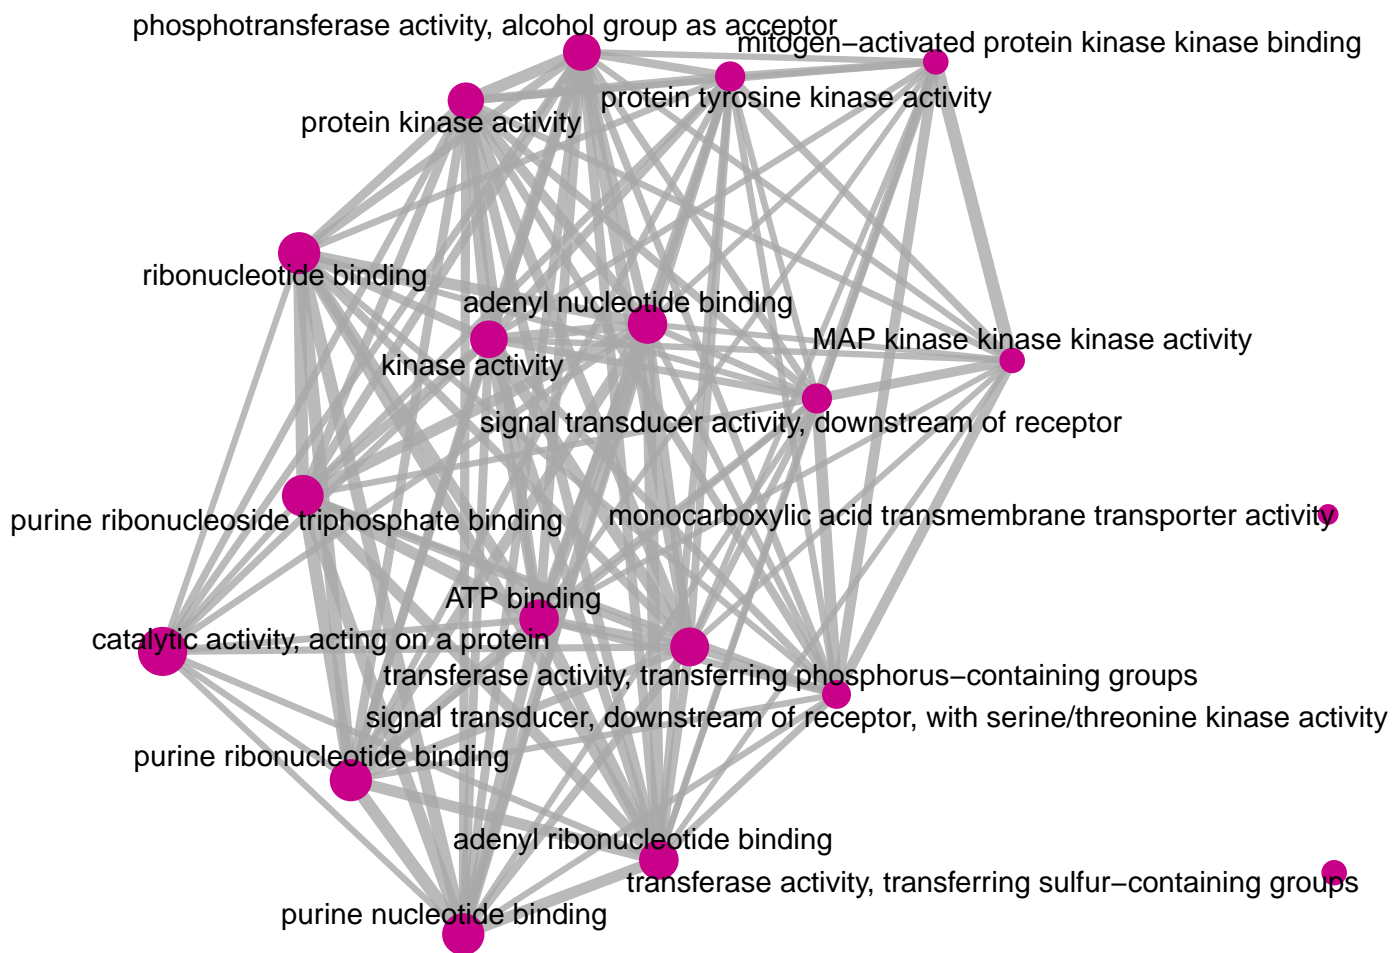 phosphotransferase activity, alcohol group as acceptor
mitogen−activated protein kinase kinase binding
protein tyrosine kinase activity
protein kinase activity
ribonucleotide binding
adenyl nucleotide binding
MAP kinase kinase kinase activity
kinase activity
signal transducer activity, downstream of receptor
monocarboxylic acid transmembrane transporter activity
purine ribonucleoside triphosphate binding
ATP binding
catalytic activity, acting on a protein
transferase activity, transferring phosphorus−containing groups
signal transducer, downstream of receptor, with serine/threonine kinase activity
purine ribonucleotide binding
adenyl ribonucleotide binding
transferase activity, transferring sulfur−containing groups
purine nucleotide binding